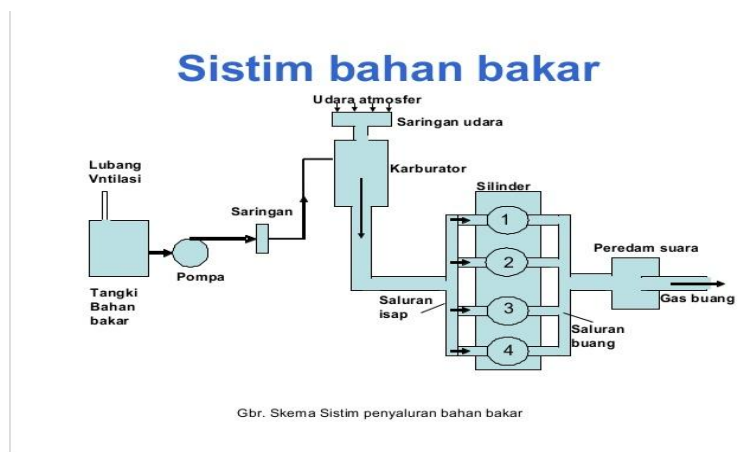 Sistim bahan bakar
Udara atmosfer
Saringan udara
Lubang
Vntilasi
Karburator
Silinder
Saringan
1
Peredam suara
2
Pompa
Tangki
Bahan
bakar
Saluran
isap
3
Gas buang
Saluran
buang
4
Gbr. Skema Sistim penyaluran bahan bakar